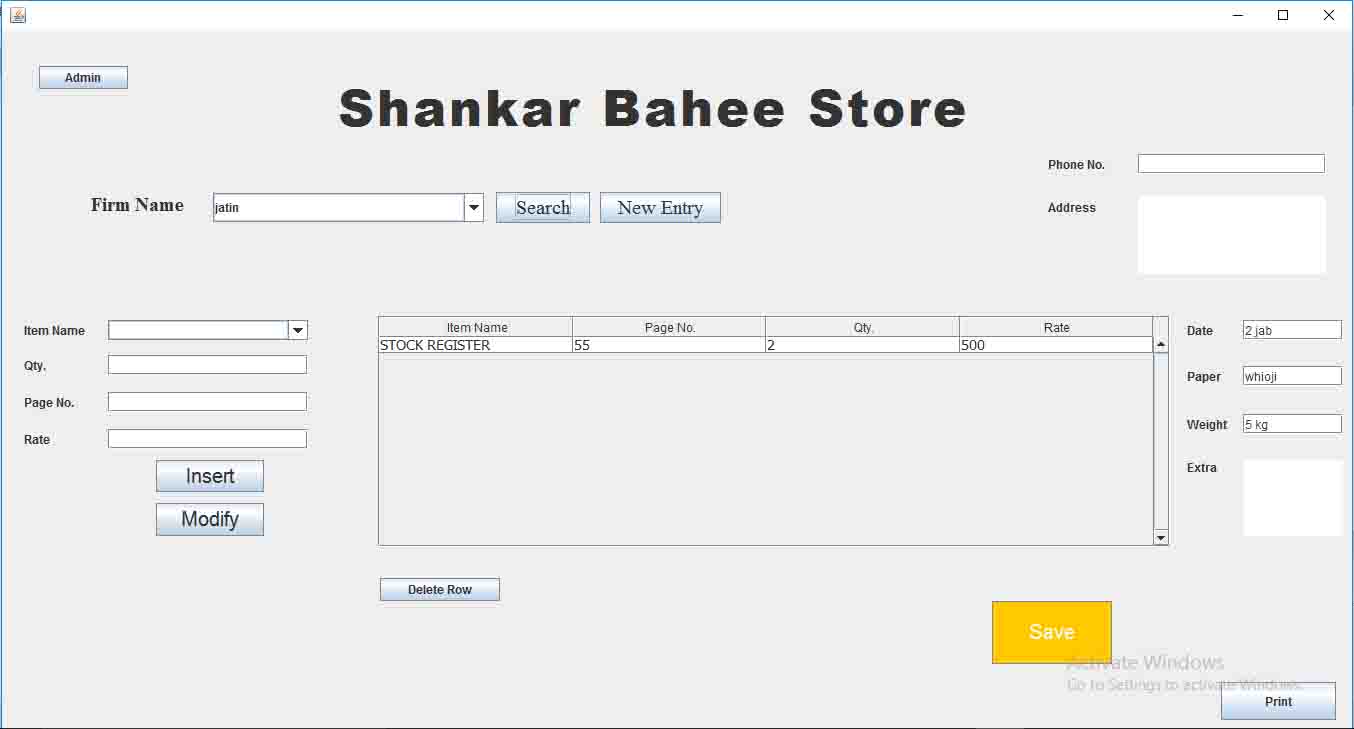 Admin
Shankar Bahee Store
Phone No.
Firm Name jatin Search New Entry
Address
Item Name
Qty.
Page No.
Rate
Insert
Modify
Item Name Page No. Qty. Rate
STOCK REGISTER 55 2 500
Date 2 jab
Paper whioji
Weight 5 kg
Extra
Delete Row
Save
Activate Windows
Go to Settings to activate Windows.
Print